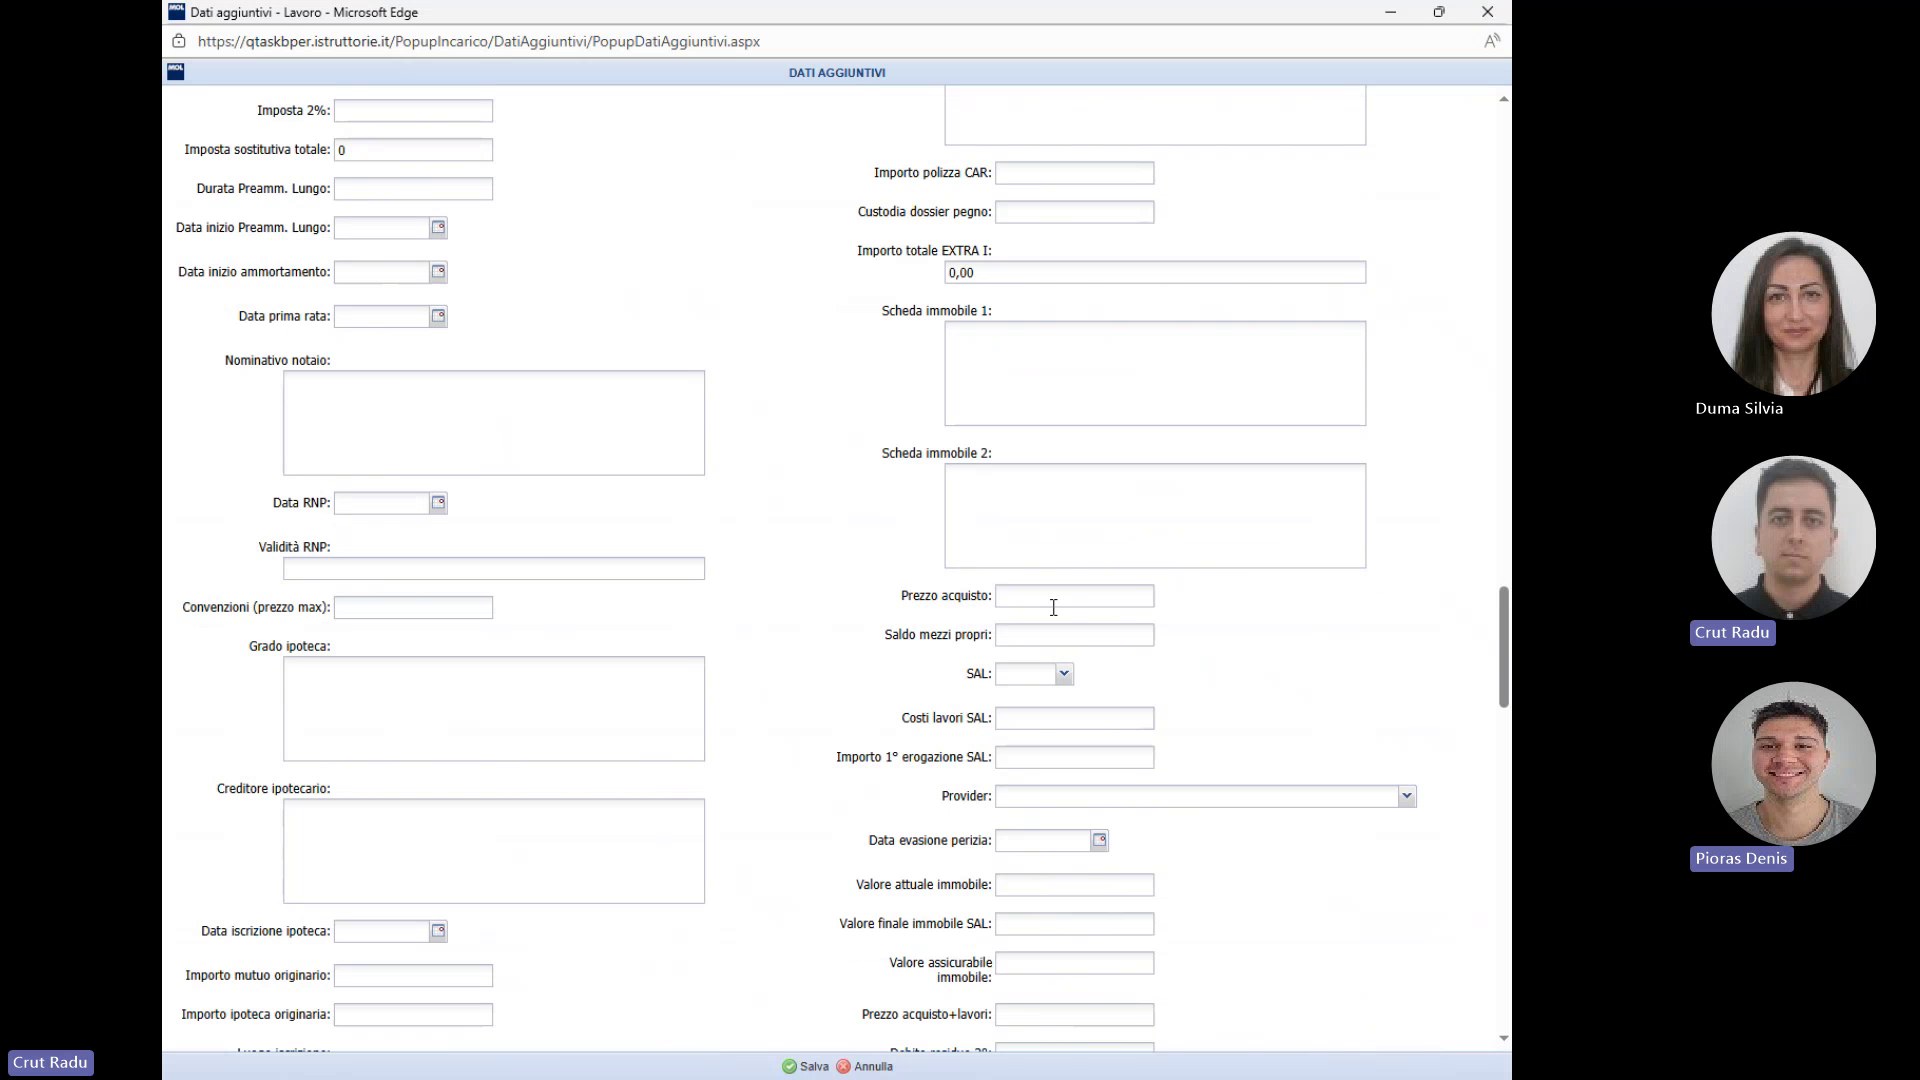 MOL Dati aggiuntivi - Lavoro - Microsoft Edge
https://qtaskbper.istruttorie.it/PopupIncarico/DatiAggiuntivi/PopupDatiAggiuntivi.aspx
MOL
DATI AGGIUNTIVI
Imposta 2%:
Imposta sostitutiva totale: 0
Durata Preamm. Lungo:
Data inizio Preamm. Lungo:
Data inizio ammortamento:
Data prima rata:
Nominativo notaio:
Data RNP:
Validità RNP:
Convenzioni (prezzo max):
Grado ipoteca:
Creditore ipotecario:
Data iscrizione ipoteca:
Importo mutuo originario:
Importo ipoteca originaria:
Importo polizza CAR:
Custodia dossier pegno:
Importo totale EXTRA I:
0,00
Scheda immobile 1:
Scheda immobile 2:
Prezzo acquisto:
Saldo mezzi propri:
SAL:
Costi lavori SAL:
Importo 1° erogazione SAL:
Provider:
Data evasione perizia:
Valore attuale immobile:
Valore finale immobile SAL:
Valore assicurabile
immobile:
Prezzo acquisto+lavori:
Salva Annulla
Duma Silvia
Crut Radu
Pioras Denis
Crut Radu